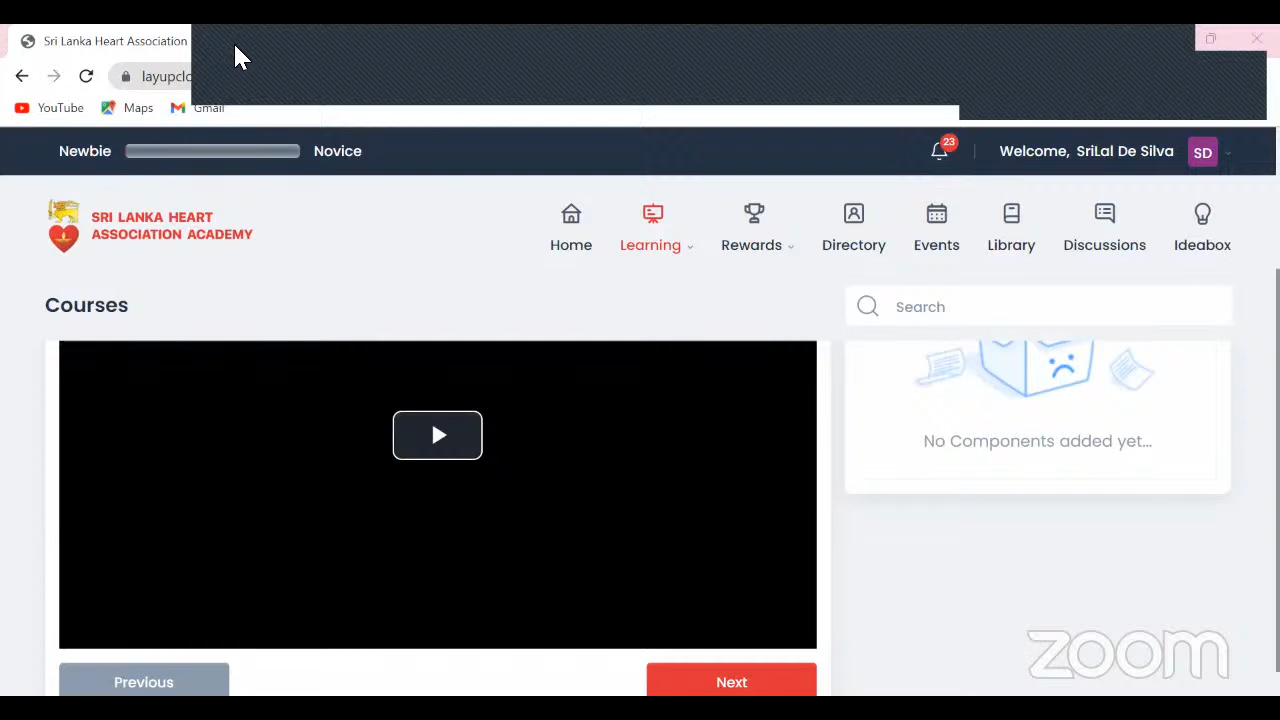 Sri Lanka Heart Association
YouTube Maps Gmail
Newbie Novice 23 Welcome, SriLal De Silva SD
SRI LANKA HEART
ASSOCIATION ACADEMY
Home Learning Rewards Directory Events Library Discussions Ideabox
Courses Search
No Components added yet...
zoom
Previous Next